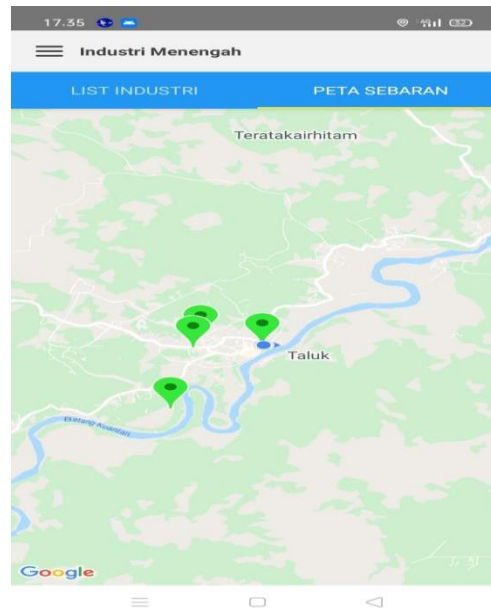 17.35
Industri Menengah
LIST INDUSTRI
PETA SEBARAN
Teratakairhitam
Taluk
Google